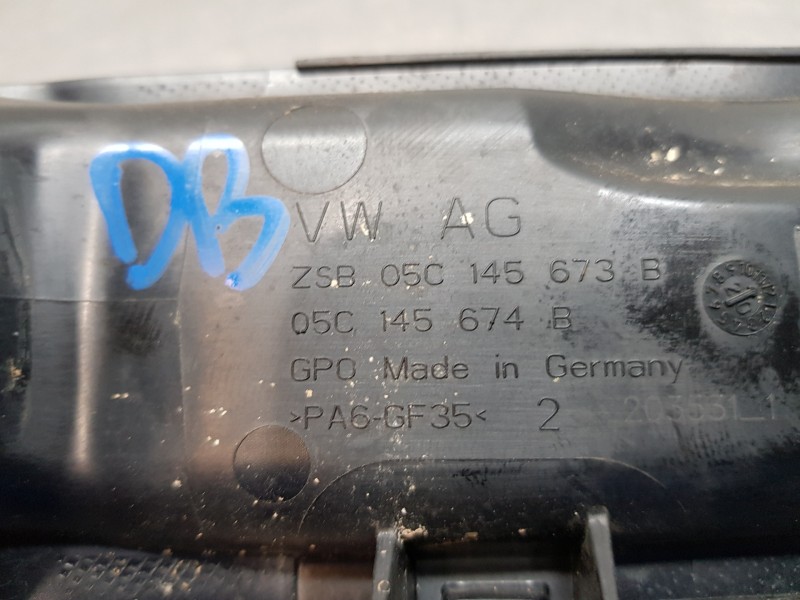 DB
VW AG
ZSB 05C 145 673 B
05C 145 674 B
GPO Made in Germany
>PA6-GF35< 2